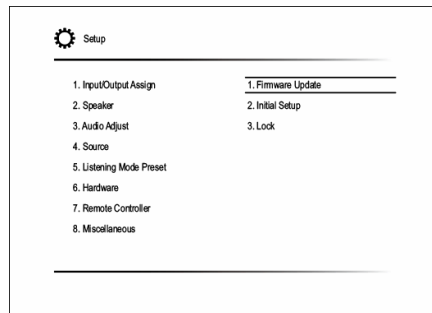 Setup
1. Input/Output Assign
2. Speaker
3. Audio Adjust
4. Source
5. Listening Mode Preset
6. Hardware
7. Remote Controller
8. Miscellaneous
1. Firmware Update
2. Initial Setup
3. Lock